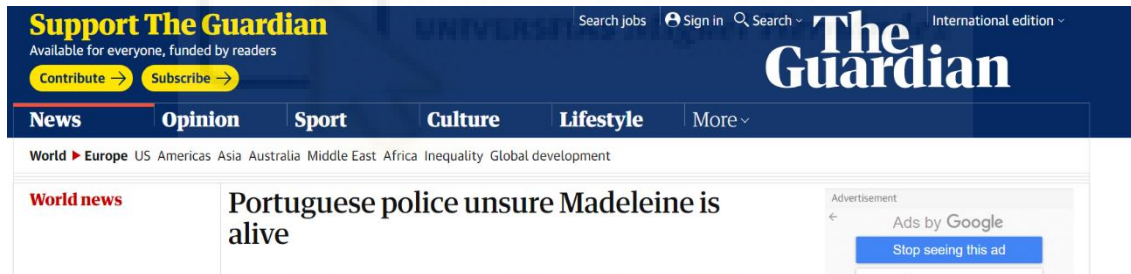 Support The Guardian
Available for everyone, funded by readers
Contribute →
Subscribe →
Search jobs
Sign in
Search
International edition
The
Guardian
News
Opinion
Sport
Culture
Lifestyle
More
World ▶ Europe US Americas Asia Australia Middle East Africa Inequality Global development
World news
Portuguese police unsure Madeleine is
alive
Advertisement
Ads by Google
Stop seeing this ad